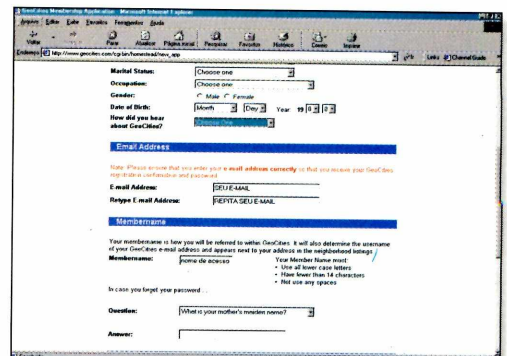 GeoCities Membership Application - Microsoft Internet Explorer
Arquivo Editar Exibir Favoritos Ferramentas Ajuda
Voltar Parar Atualizar Página inicial Pesquisar Favoritos Histórico Correio Imprimir
Endereço http://www.geocities.com/cgi-bin/homestead/new_app Links Channel Guide
Marital Status: Choose one
Occupation: Choose one
Gender: Male Female
Date of Birth: Month Day Year: 19
How did you hear
about GeoCities? Choose One
Email Address
Note: Please ensure that you enter your e-mail address correctly so that you receive your GeoCities
registration confirmation and password.
E-mail Address: SEU E-MAIL
Retype E-mail Address: REPITA SEU E-MAIL
Membername
Your membername is how you will be referred to within GeoCities. It will also determine the username
of your GeoCities e-mail address and appears next to your address in the neighborhood listings.
Membername: nome de acesso Your Member Name must:
• Use all lower case letters
• Have fewer than 14 characters
• Not use any spaces
In case you forget your password . . .
Question: What is your mother's maiden name?
Answer: